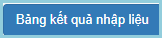 Bảng kết quả nhập liệu